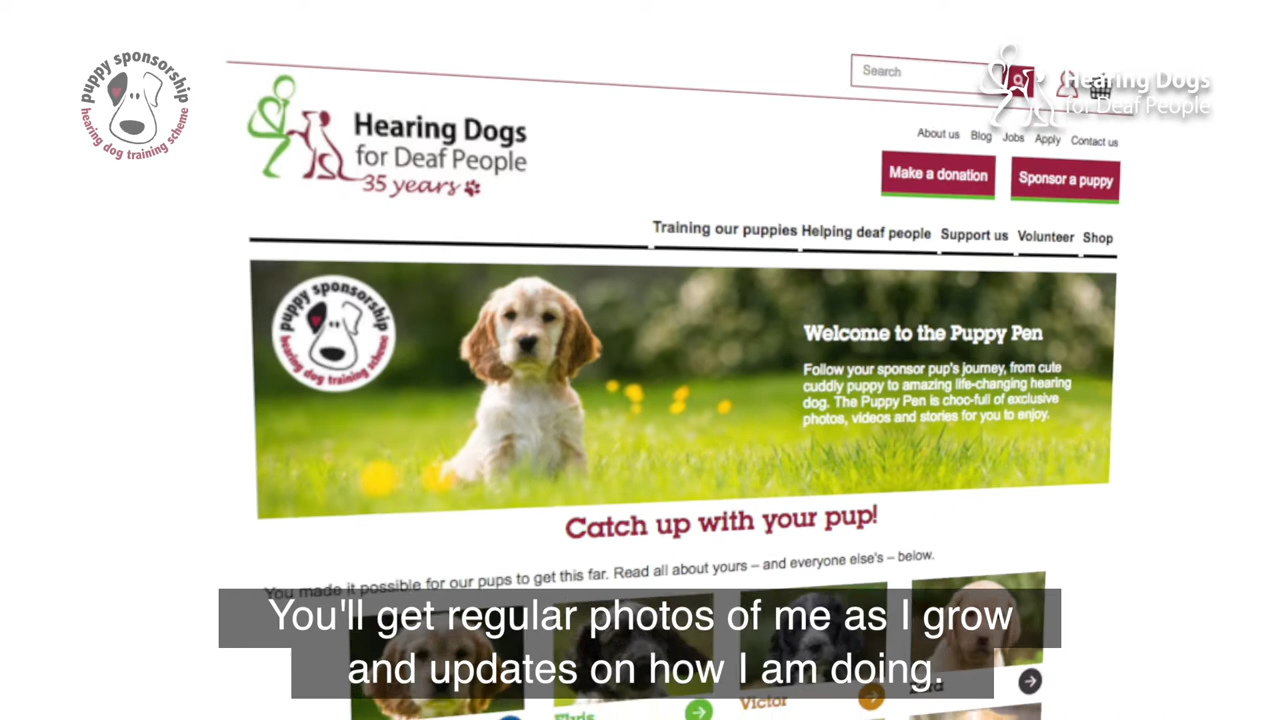 puppy sponsorship
hearing dog training scheme
Search
Hearing Dogs
for Deaf People
Hearing Dogs
for Deaf People
35 years
About us Blog Jobs Apply Contact us
Make a donation
Sponsor a puppy
Training our puppies Helping deaf people Support us Volunteer Shop
puppy sponsorship
hearing dog training scheme
Welcome to the Puppy Pen
Follow your sponsor pup's journey, from cute
cuddly puppy to amazing life-changing hearing
dog. The Puppy Pen is choc-full of exclusive
photos, videos and stories for you to enjoy.
Catch up with your pup!
You made it possible for our pups to get this far. Read all about yours – and everyone else's – below.
You'll get regular photos of me as I grow
and updates on how I am doing.
Elvis
Victor